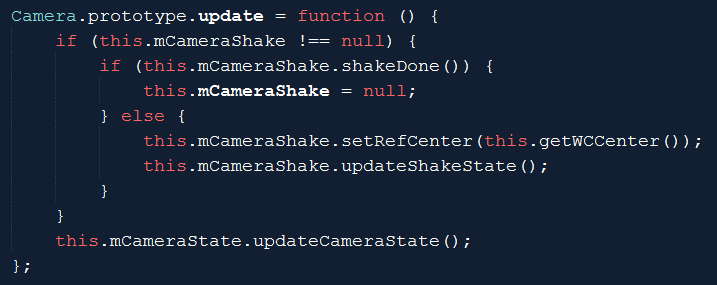 Camera.prototype.update = function () {
    if (this.mCameraShake !== null) {
        if (this.mCameraShake.shakeDone()) {
            this.mCameraShake = null;
        } else {
            this.mCameraShake.setRefCenter(this.getWCCenter());
            this.mCameraShake.updateShakeState();
        }
    }
    this.mCameraState.updateCameraState();
};